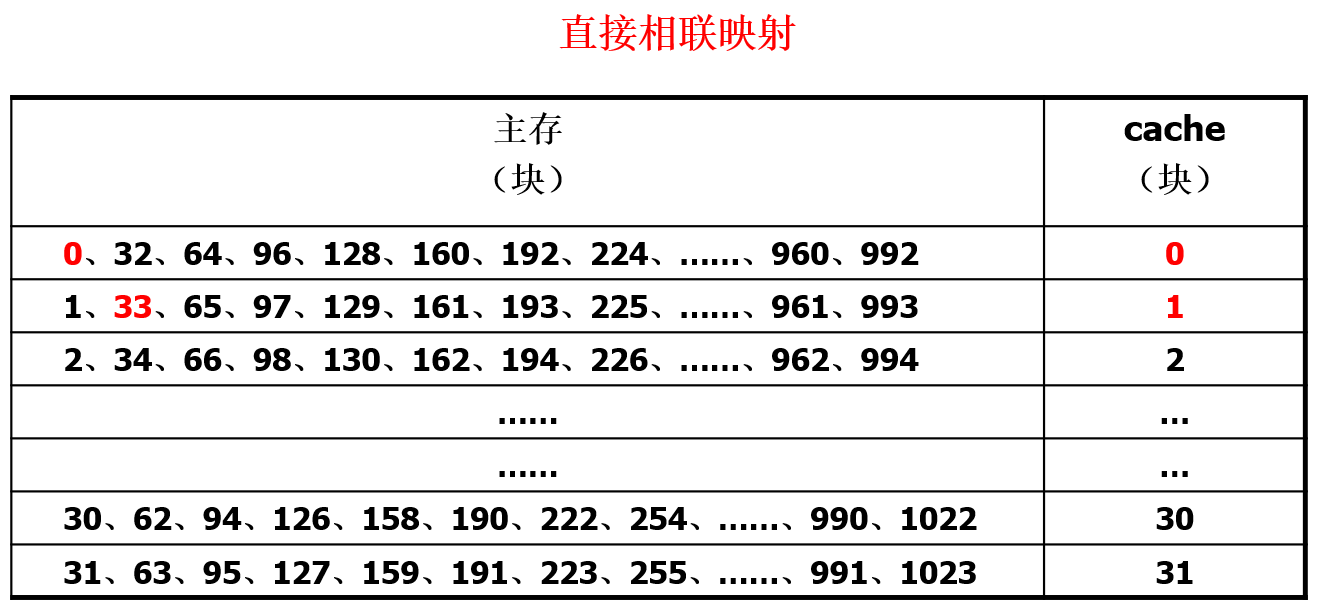 直接相联映射
主存
（块）
cache
（块）
0、32、64、96、128、160、192、224、......、960、992 0
1、33、65、97、129、161、193、225、......、961、993 1
2、34、66、98、130、162、194、226、......、962、994 2
...... ...
...... ...
30、62、94、126、158、190、222、254、......、990、1022 30
31、63、95、127、159、191、223、255、......、991、1023 31